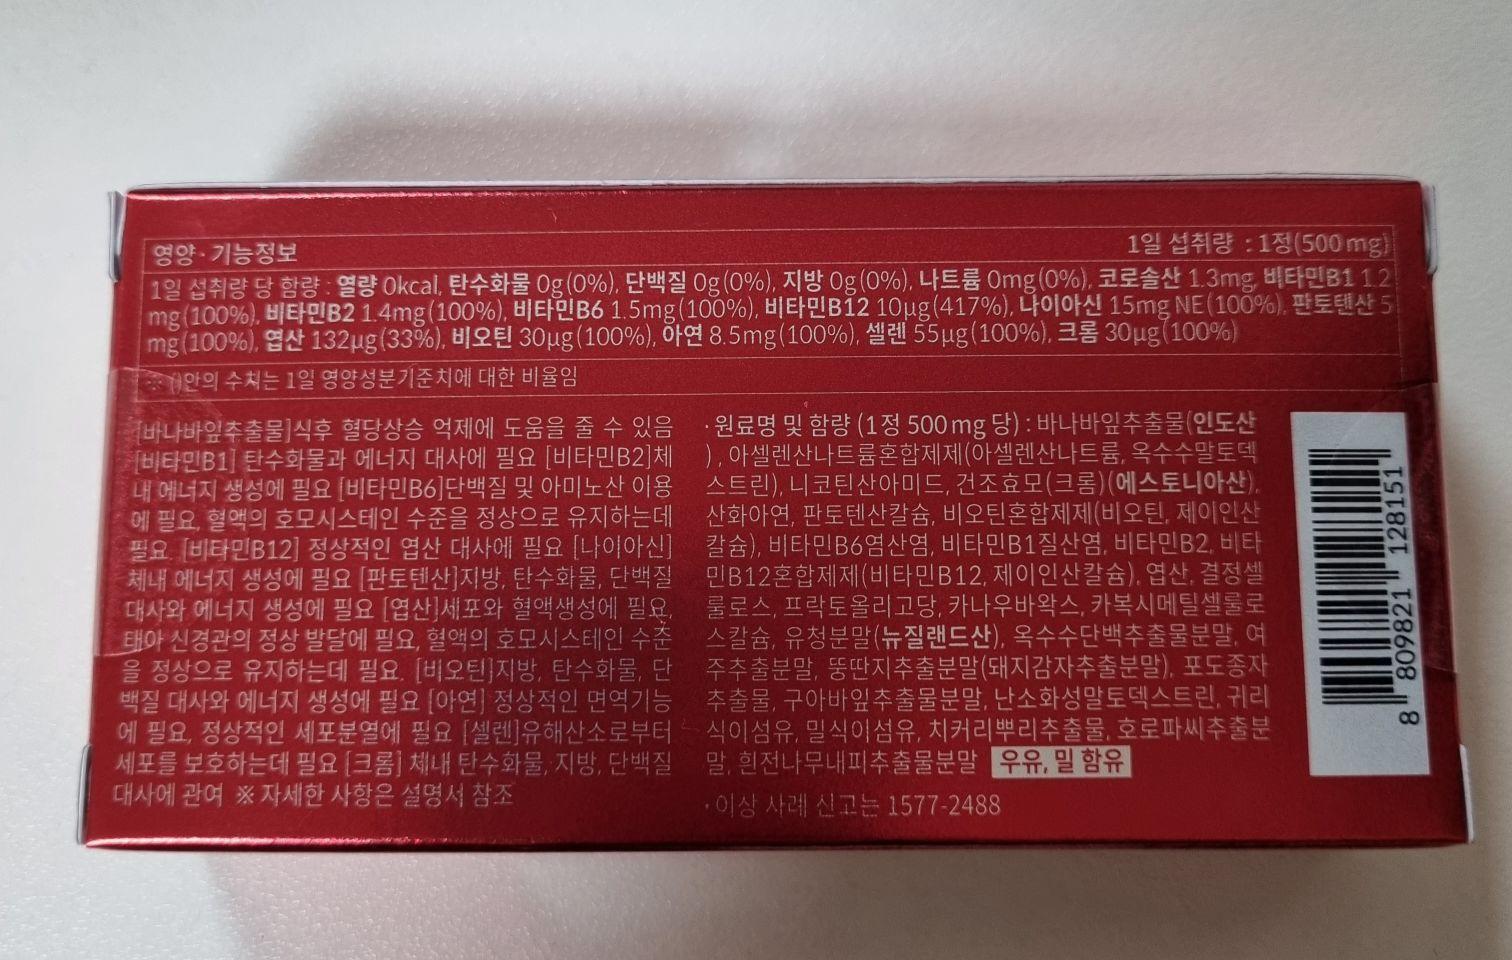 영양·기능정보
1일 섭취량 : 1정(500mg)
1일 섭취량 당 함량 : 열량 0kcal, 탄수화물 0g(0%), 단백질 0g(0%), 지방 0g(0%), 나트륨 0mg(0%), 코로솔산 1.3mg, 비타민B1 1.2
mg(100%), 비타민B2 1.4mg(100%), 비타민B6 1.5mg(100%), 비타민B12 10μg(417%), 나이아신 15mg NE(100%), 판토텐산 5
mg(100%), 엽산 132μg(33%), 비오틴 30μg(100%), 아연 8.5mg(100%), 셀렌 55μg(100%), 크롬 30μg(100%)
※ ()안의 수치는 1일 영양성분기준치에 대한 비율임
[바나바잎추출물]식후 혈당상승 억제에 도움을 줄 수 있음
[비타민B1] 탄수화물과 에너지 대사에 필요 [비타민B2]체
내 에너지 생성에 필요 [비타민B6]단백질 및 아미노산 이용
에 필요, 혈액의 호모시스테인 수준을 정상으로 유지하는데
필요. [비타민B12] 정상적인 엽산 대사에 필요 [나이아신]
체내 에너지 생성에 필요 [판토텐산]지방, 탄수화물, 단백질
대사와 에너지 생성에 필요 [엽산]세포와 혈액생성에 필요,
태아 신경관의 정상 발달에 필요, 혈액의 호모시스테인 수준
을 정상으로 유지하는데 필요. [비오틴]지방, 탄수화물, 단
백질 대사와 에너지 생성에 필요 [아연] 정상적인 면역기능
에 필요, 정상적인 세포분열에 필요 [셀렌]유해산소로부터
세포를 보호하는데 필요 [크롬] 체내 탄수화물, 지방, 단백질
대사에 관여 ※ 자세한 사항은 설명서 참조
·원료명 및 함량 (1정 500mg 당) : 바나바잎추출물(인도산
), 아셀렌산나트륨혼합제제(아셀렌산나트륨, 옥수수말토덱
스트린), 니코틴산아미드, 건조효모(크롬)(에스토니아산),
산화아연, 판토텐산칼슘, 비오틴혼합제제(비오틴, 제이인산
칼슘), 비타민B6염산염, 비타민B1질산염, 비타민B2, 비타
민B12혼합제제(비타민B12, 제이인산칼슘), 엽산, 결정셀
룰로스, 프락토올리고당, 카나우바왁스, 카복시메틸셀룰로
스칼슘, 유청분말(뉴질랜드산), 옥수수단백추출물분말, 여
주추출분말, 뚱딴지추출분말(돼지감자추출분말), 포도종자
추출물, 구아바잎추출물분말, 난소화성말토덱스트린, 귀리
식이섬유, 밀식이섬유, 치커리뿌리추출물, 호로파씨추출분
말, 흰전나무내피추출물분말 우유, 밀 함유
·이상 사례 신고는 1577-2488
8 809821 128151